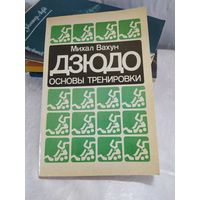 Михал Вахун
ДЗЮДО
ОСНОВЫ ТРЕНИРОВКИ